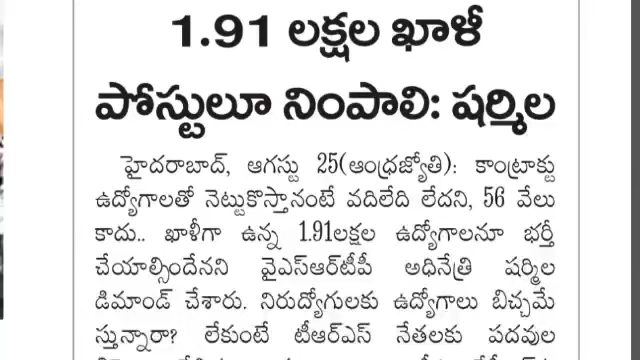 1.91 లక్షల ఖాళీ
పోస్టులూ నింపాలి: షర్మిల
హైదరాబాద్, ఆగస్టు 25(ఆంధ్రజ్యోతి): కాంట్రాక్టు
ఉద్యోగాలతో నెట్టుకొస్తానంటే వదిలేది లేదని, 56 వేలు
కాదు.. ఖాళీగా ఉన్న 1.91లక్షల ఉద్యోగాలనూ భర్తీ
చేయాల్సిందేనని వైఎస్ఆర్‌టీపీ అధినేత్రి షర్మిల
డిమాండ్ చేశారు. నిరుద్యోగులకు ఉద్యోగాలు బిచ్చమే
స్తున్నారా? లేకుంటే టీఆర్ఎస్ నేతలకు పదవుల